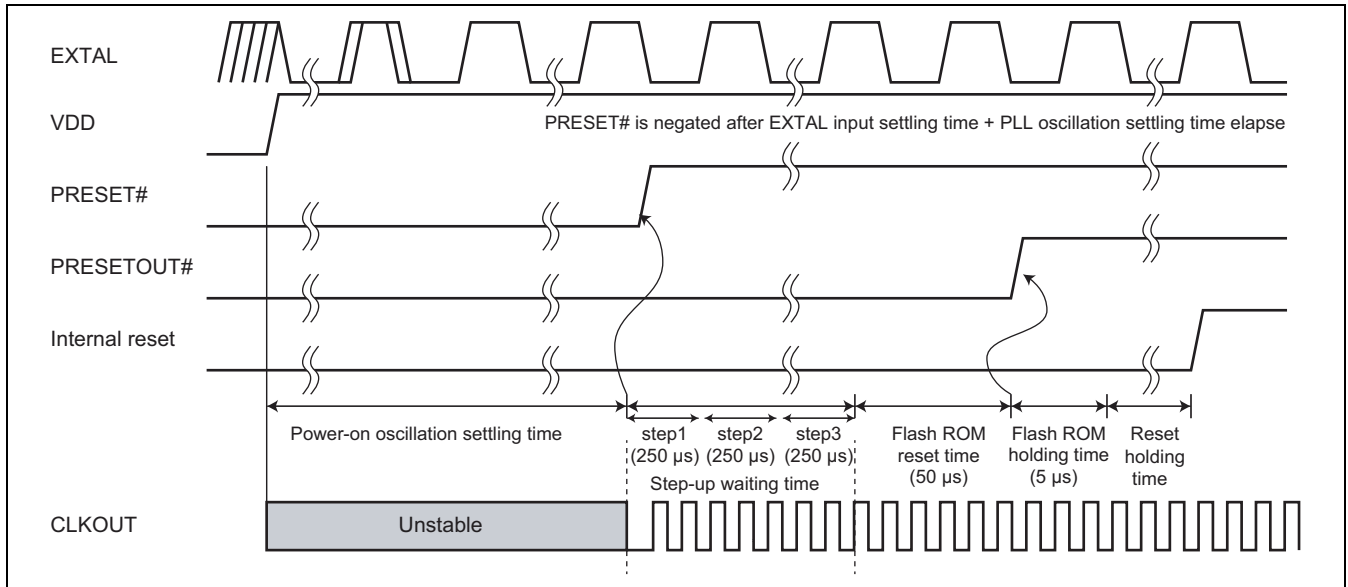 EXTAL
VDD
PRESET# is negated after EXTAL input settling time + PLL oscillation settling time elapse
PRESET#
PRESETOUT#
Internal reset
Power-on oscillation settling time
step1 step2 step3
(250 µs) (250 µs) (250 µs)
Step-up waiting time
Flash ROM
reset time
(50 µs)
Flash ROM
holding time
(5 µs)
Reset
holding
time
CLKOUT
Unstable